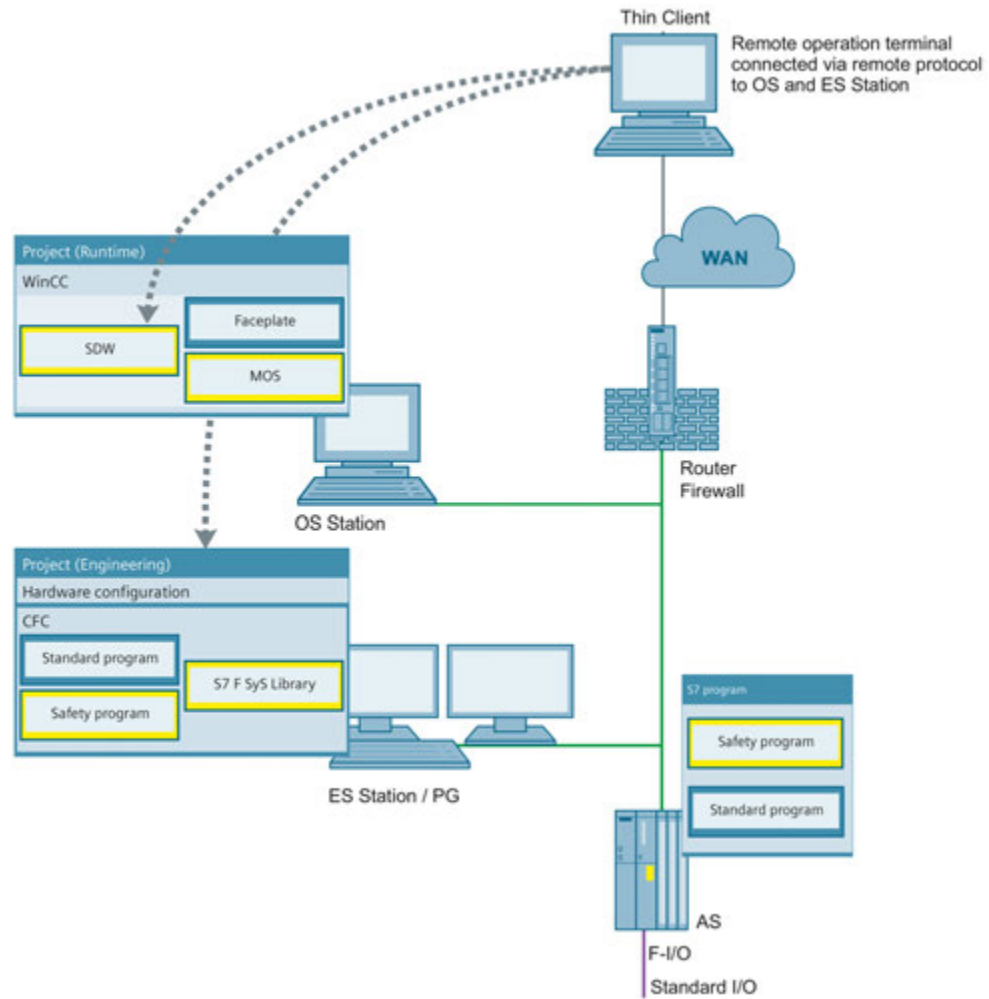 Thin Client
Remote operation terminal
connected via remote protocol
to OS and ES Station
WAN
Project (Runtime)
WinCC
SDW
Faceplate
MOS
Router
Firewall
OS Station
Project (Engineering)
Hardware configuration
CFC
Standard program
Safety program
S7 F SyS Library
ES Station / PG
S7 program
Safety program
Standard program
AS
F-I/O
Standard I/O